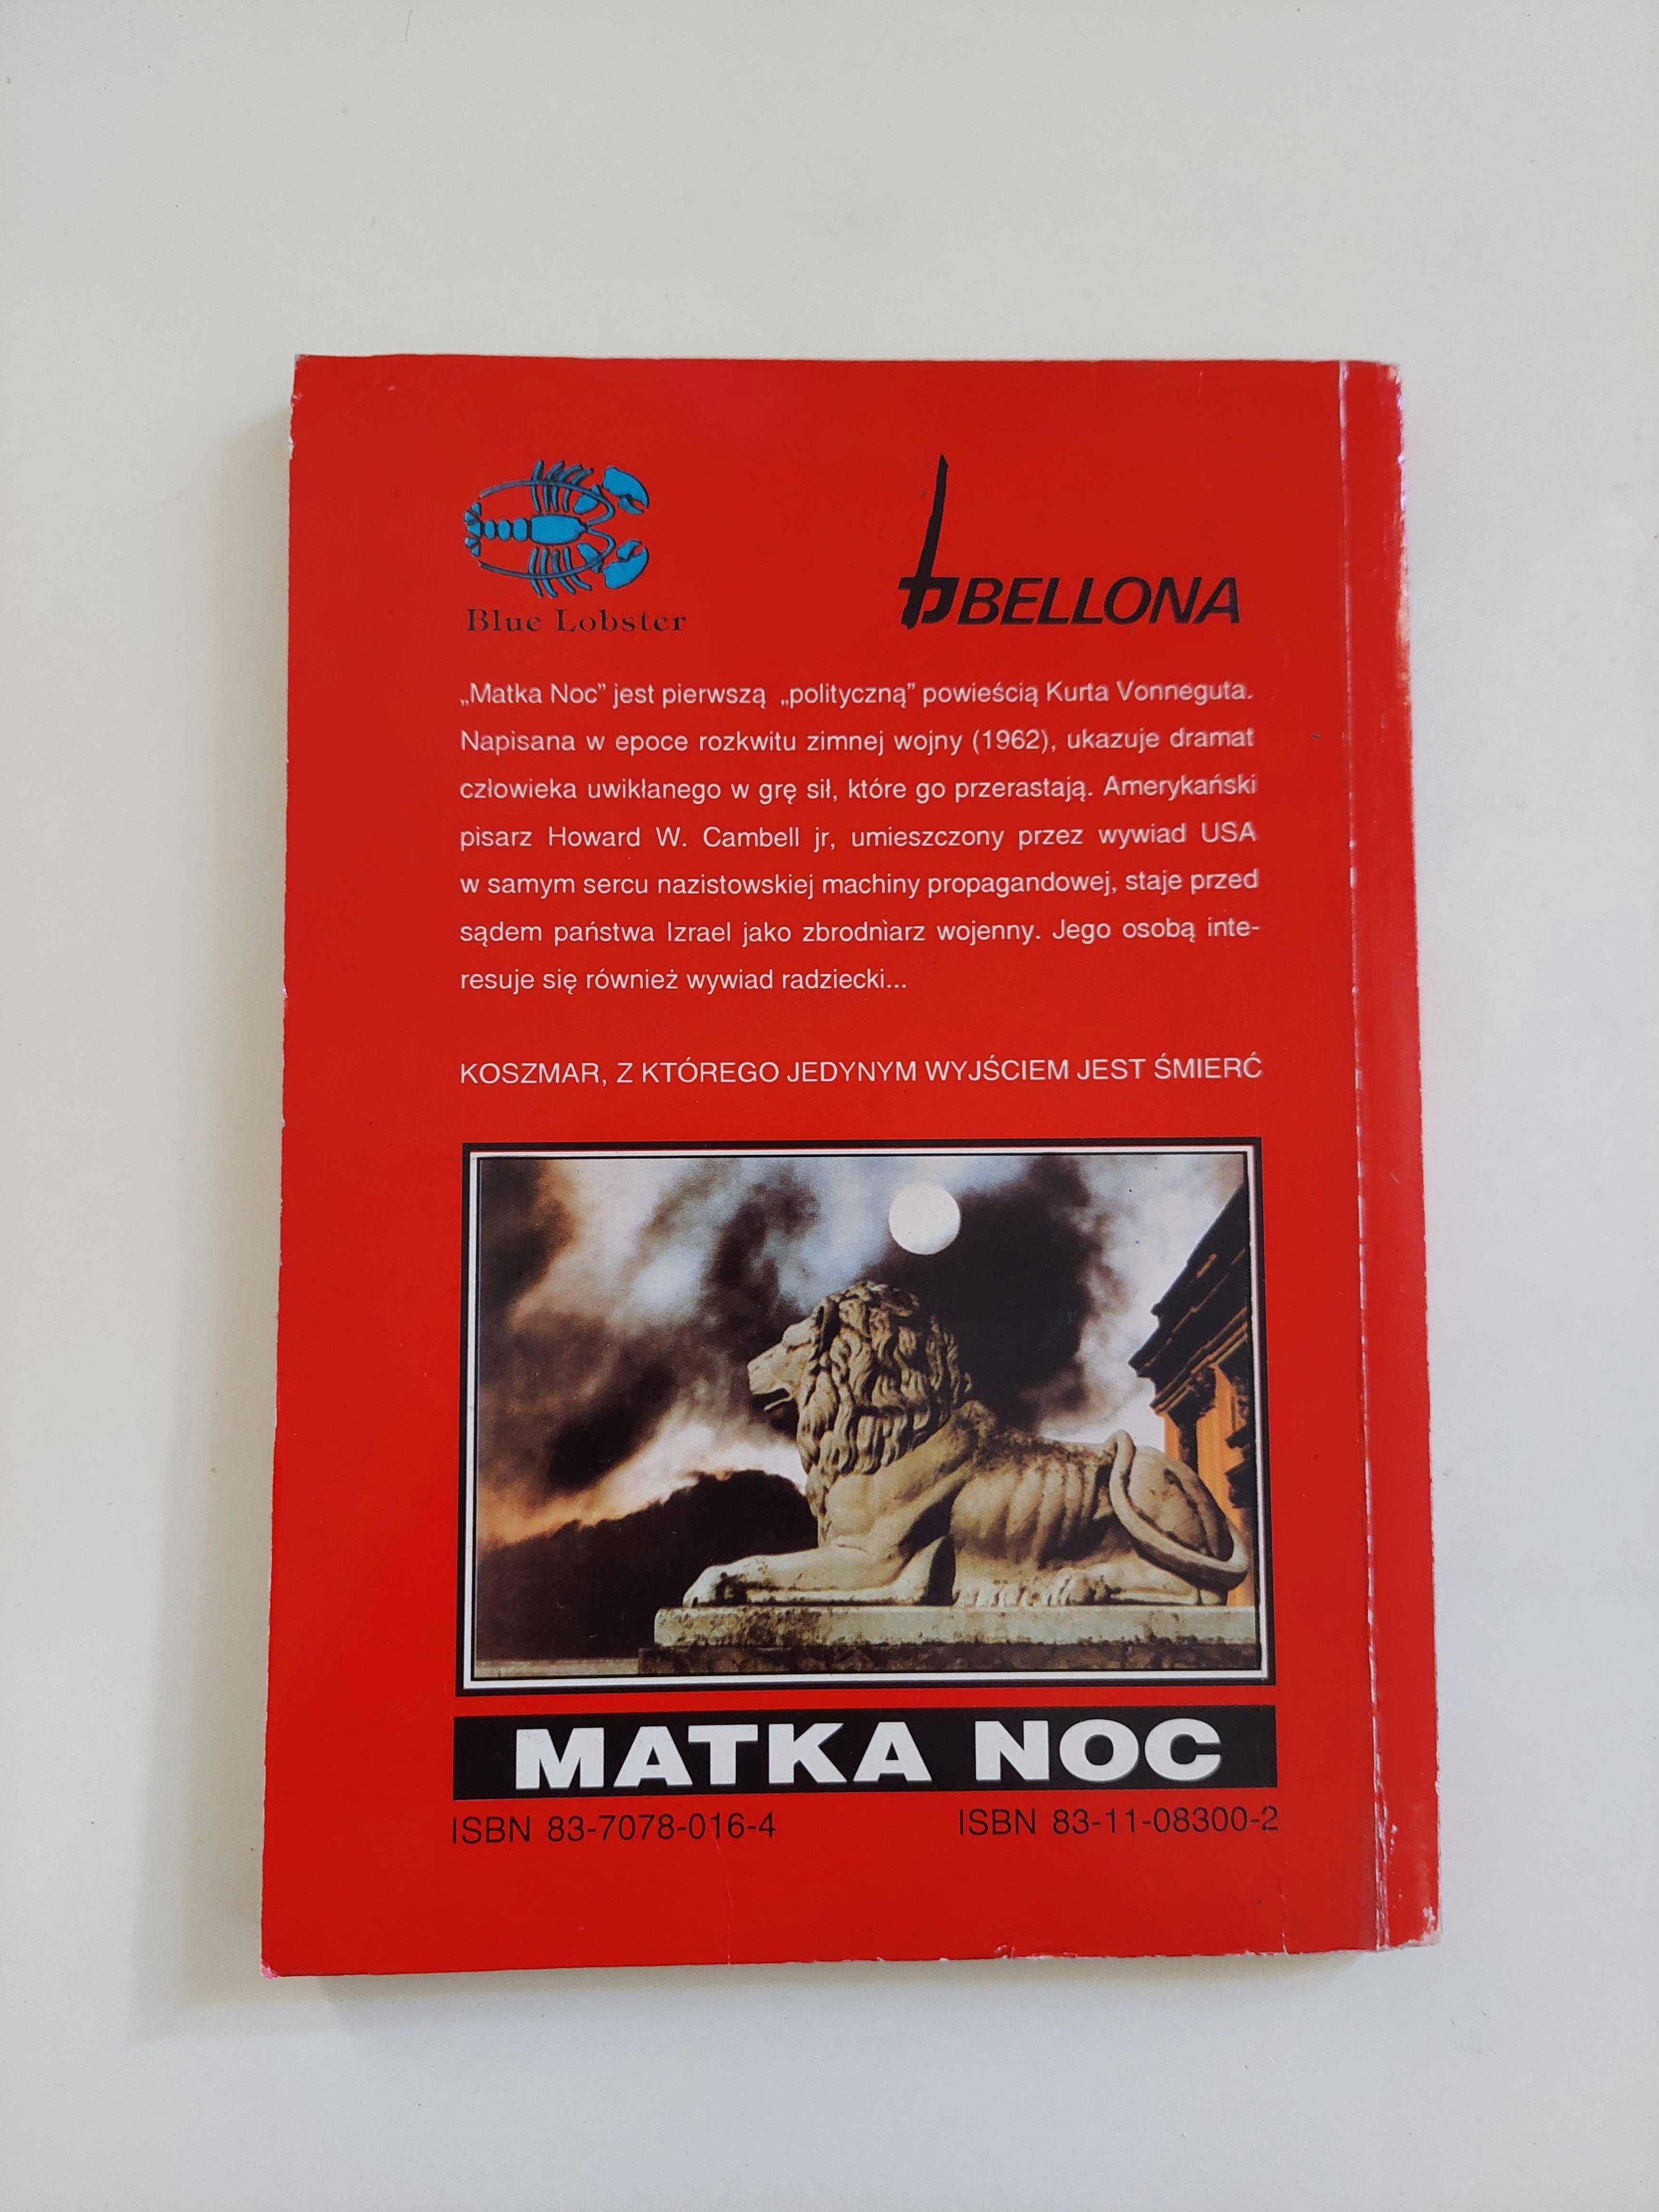 Blue Lobster
BELLONA
„Matka Noc” jest pierwszą „polityczną” powieścią Kurta Vonneguta.
Napisana w epoce rozkwitu zimnej wojny (1962), ukazuje dramat
człowieka uwikłanego w grę sił, które go przerastają. Amerykański
pisarz Howard W. Cambell jr, umieszczony przez wywiad USA
w samym sercu nazistowskiej machiny propagandowej, staje przed
sądem państwa Izrael jako zbrodniarz wojenny. Jego osobą inte-
resuje się również wywiad radziecki...
KOSZMAR, Z KTÓREGO JEDYNYM WYJŚCIEM JEST ŚMIERĆ
MATKA NOC
ISBN 83-7078-016-4
ISBN 83-11-08300-2